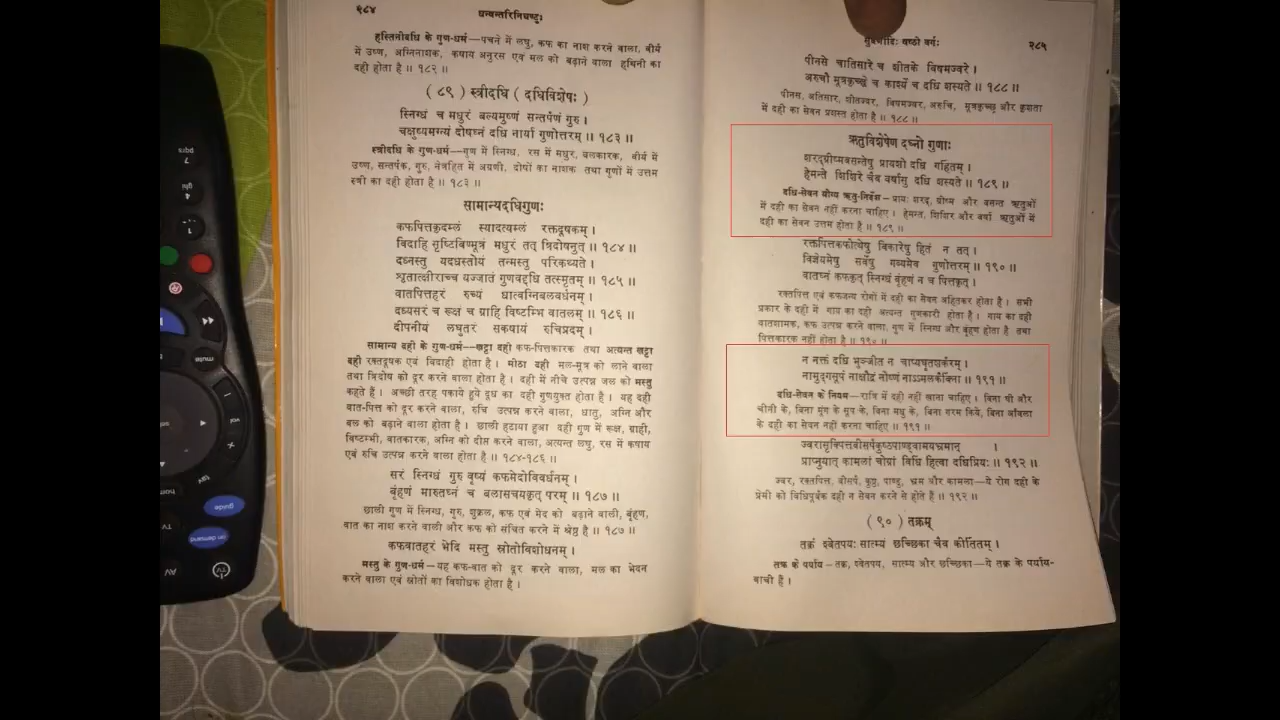 २८४
धन्वन्तरिनिघण्टुः
हस्तिनीदधि के गुण-धर्म—पचने में लघु, कफ का नाश करने वाला, वीर्य
में उष्ण, अग्निनाशक, कषाय अनुरस एवं मल को बढ़ाने वाला हथिनी का
दही होता है ॥ १८२ ॥
( ८९ ) स्त्रीदधि ( दधिविशेषः )
स्निग्धं च मधुरं बल्यमुष्णं सन्तर्पणं गुरु ।
चक्षुष्यमग्न्यं दोषघ्नं दधि नार्या गुणोत्तरम् ॥ १८३ ॥
स्त्रीदधि के गुण-धर्म—गुण में स्निग्ध, रस में मधुर, बलकारक, वीर्य में
उष्ण, सन्तर्पक, गुरु, नेत्रहित में अग्रणी, दोषों का नाशक तथा गुणों में उत्तम
स्त्री का दही होता है ॥ १८३ ॥
सामान्यदधिगुणः
कफपित्तकृदम्लं स्यादत्यम्लं रक्तदूषकम् ।
विदाहि सृष्टिविण्मूत्रं मधुरं तत् त्रिदोषनुत् ॥ १८४ ॥
दध्नस्तु यदधस्तोयं तन्मस्तु परिकथ्यते ।
शृतात्क्षीराच्च यज्जातं गुणवद्दधि तत्स्मृतम् ॥ १८५ ॥
वातपित्तहरं रुच्यं धात्वग्निबलवर्धनम् ।
दध्यसरं च रूक्षं च ग्राहि विष्टम्भि वातलम् ॥ १८६ ॥
दीपनीयं लघुतरं सकषायं रुचिप्रदम् ।
सामान्य दही के गुण-धर्म—खट्टा दही कफ-पित्तकारक तथा अत्यन्त खट्टा
दही रक्तदूषक एवं विदाही होता है । मीठा दही मल-मूत्र को लाने वाला
तथा त्रिदोष को दूर करने वाला होता है । दही में नीचे उत्पन्न जल को मस्तु
कहते हैं । अच्छी तरह पकाये हुये दूध का दही गुणयुक्त होता है । यह दही
वात-पित्त को दूर करने वाला, रुचि उत्पन्न करने वाला, धातु, अग्नि और
बल को बढ़ाने वाला होता है । छाली हटाया हुआ दही गुण में रूक्ष, ग्राही,
विष्टम्भी, वातकारक, अग्नि को दीप्त करने वाला, अत्यन्त लघु, रस में कषाय
एवं रुचि उत्पन्न करने वाला होता है ॥ १८४-१८६ ॥
सरं स्निग्धं गुरु वृष्यं कफमेदोविवर्धनम् ।
बृंहणं मारुतघ्नं च बलासचयकृत् परम् ॥ १८७ ॥
छाली गुण में स्निग्ध, गुरु, शुक्रल, कफ एवं मेद को बढ़ाने वाली, बृंहण,
वात का नाश करने वाली और कफ को संचित करने में श्रेष्ठ है ॥ १८७ ॥
कफवातहरं भेदि मस्तु स्रोतोविशोधनम् ।
मस्तु के गुण-धर्म—यह कफ-वात को दूर करने वाला, मल का भेदन
करने वाला एवं स्रोतों का विशोधक होता है ।
सुवर्णादिः षष्ठो वर्गः
२८५
पीनसे चातिसारे च शीतके विषमज्वरे ।
अरुचौ मूत्रकृच्छ्रे च कार्श्ये च दधि शस्यते ॥ १८८ ॥
पीनस, अतिसार, शीतज्वर, विषमज्वर, अरुचि, मूत्रकृच्छ्र और कृशता
में दही का सेवन प्रशस्त होता है ॥ १८८ ॥
ऋतुविशेषेण दध्नो गुणाः
शरद्ग्रीष्मवसन्तेषु प्रायशो दधि गर्हितम् ।
हेमन्ते शिशिरे चैव वर्षासु दधि शस्यते ॥ १८९ ॥
दधि-सेवन योग्य ऋतु-निर्देश—प्रायः शरद्, ग्रीष्म और वसन्त ऋतुओं
में दही का सेवन नहीं करना चाहिए । हेमन्त, शिशिर और वर्षा ऋतुओं में
दही का सेवन उत्तम होता है ॥ १८९ ॥
रक्तपित्तकफोत्थेषु विकारेषु हितं न तत् ।
विज्ञेयमेषु सर्वेषु गव्यमेव गुणोत्तरम् ॥ १९० ॥
वातघ्नं कफकृत् स्निग्धं बृंहणं न च पित्तकृत् ।
रक्तपित्त एवं कफजन्य रोगों में दही का सेवन अहितकर होता है । सभी
प्रकार के दही में गाय का दही अत्यन्त गुणकारी होता है । गाय का दही
वातशामक, कफ उत्पन्न करने वाला, गुण में स्निग्ध और बृंहण होता है तथा
पित्तकारक नहीं होता है ॥ १९० ॥
न नक्तं दधि भुञ्जीत न चाप्यघृतशर्करम् ।
नामुद्गसूपं नाक्षौद्रं नोष्णं नाऽऽमलकैर्विना ॥ १९१ ॥
दधि-सेवन के नियम—रात्रि में दही नहीं खाना चाहिए । बिना घी और
चीनी के, बिना मूंग के सूप के, बिना मधु के, बिना गरम किये, बिना आँवला
के दही का सेवन नहीं करना चाहिए ॥ १९१ ॥
ज्वरासृक्पित्तवीसर्पकुष्ठपाण्ड्वामयभ्रमान् ।
प्राप्नुयात् कामलां चोग्रां विधिं हित्वा दधिप्रियः ॥ १९२ ॥
ज्वर, रक्तपित्त, वीसर्प, कुष्ठ, पाण्डु, भ्रम और कामला—ये रोग दही के
प्रेमी को विधिपूर्वक दही न सेवन करने से होते हैं ॥ १९२ ॥
( ९० ) तक्रम्
तक्रं श्वेतपयः सात्म्यं छच्छिका चैव कीर्तितम् ।
तक्र के पर्याय—तक्र, श्वेतपय, सात्म्य और छच्छिका—ये तक्र के पर्याय-
वाची हैं ।
mute
guide
TV
on demand
AV